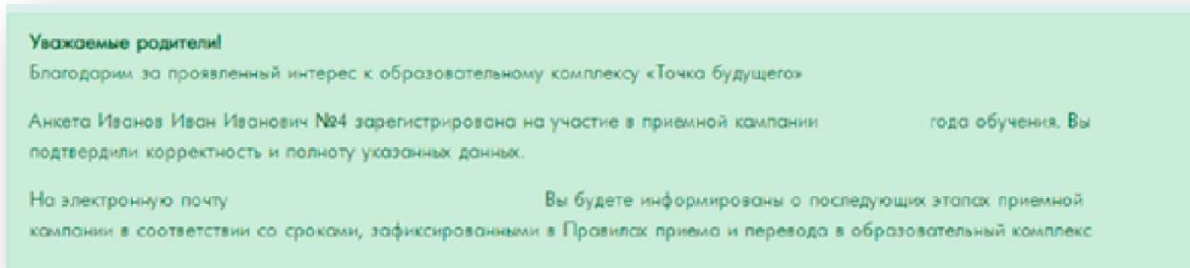 Уважаемые родители!
Благодарим за проявленный интерес к образовательному комплексу «Точка будущего»
Анкета Иванов Иван Иванович №4 зарегистрирована на участие в приемной кампании года обучения. Вы
подтвердили корректность и полноту указанных данных.
На электронную почту Вы будете информированы о последующих этапах приемной
кампании в соответствии со сроками, зафиксированными в Правилах приема и перевода в образовательный комплекс